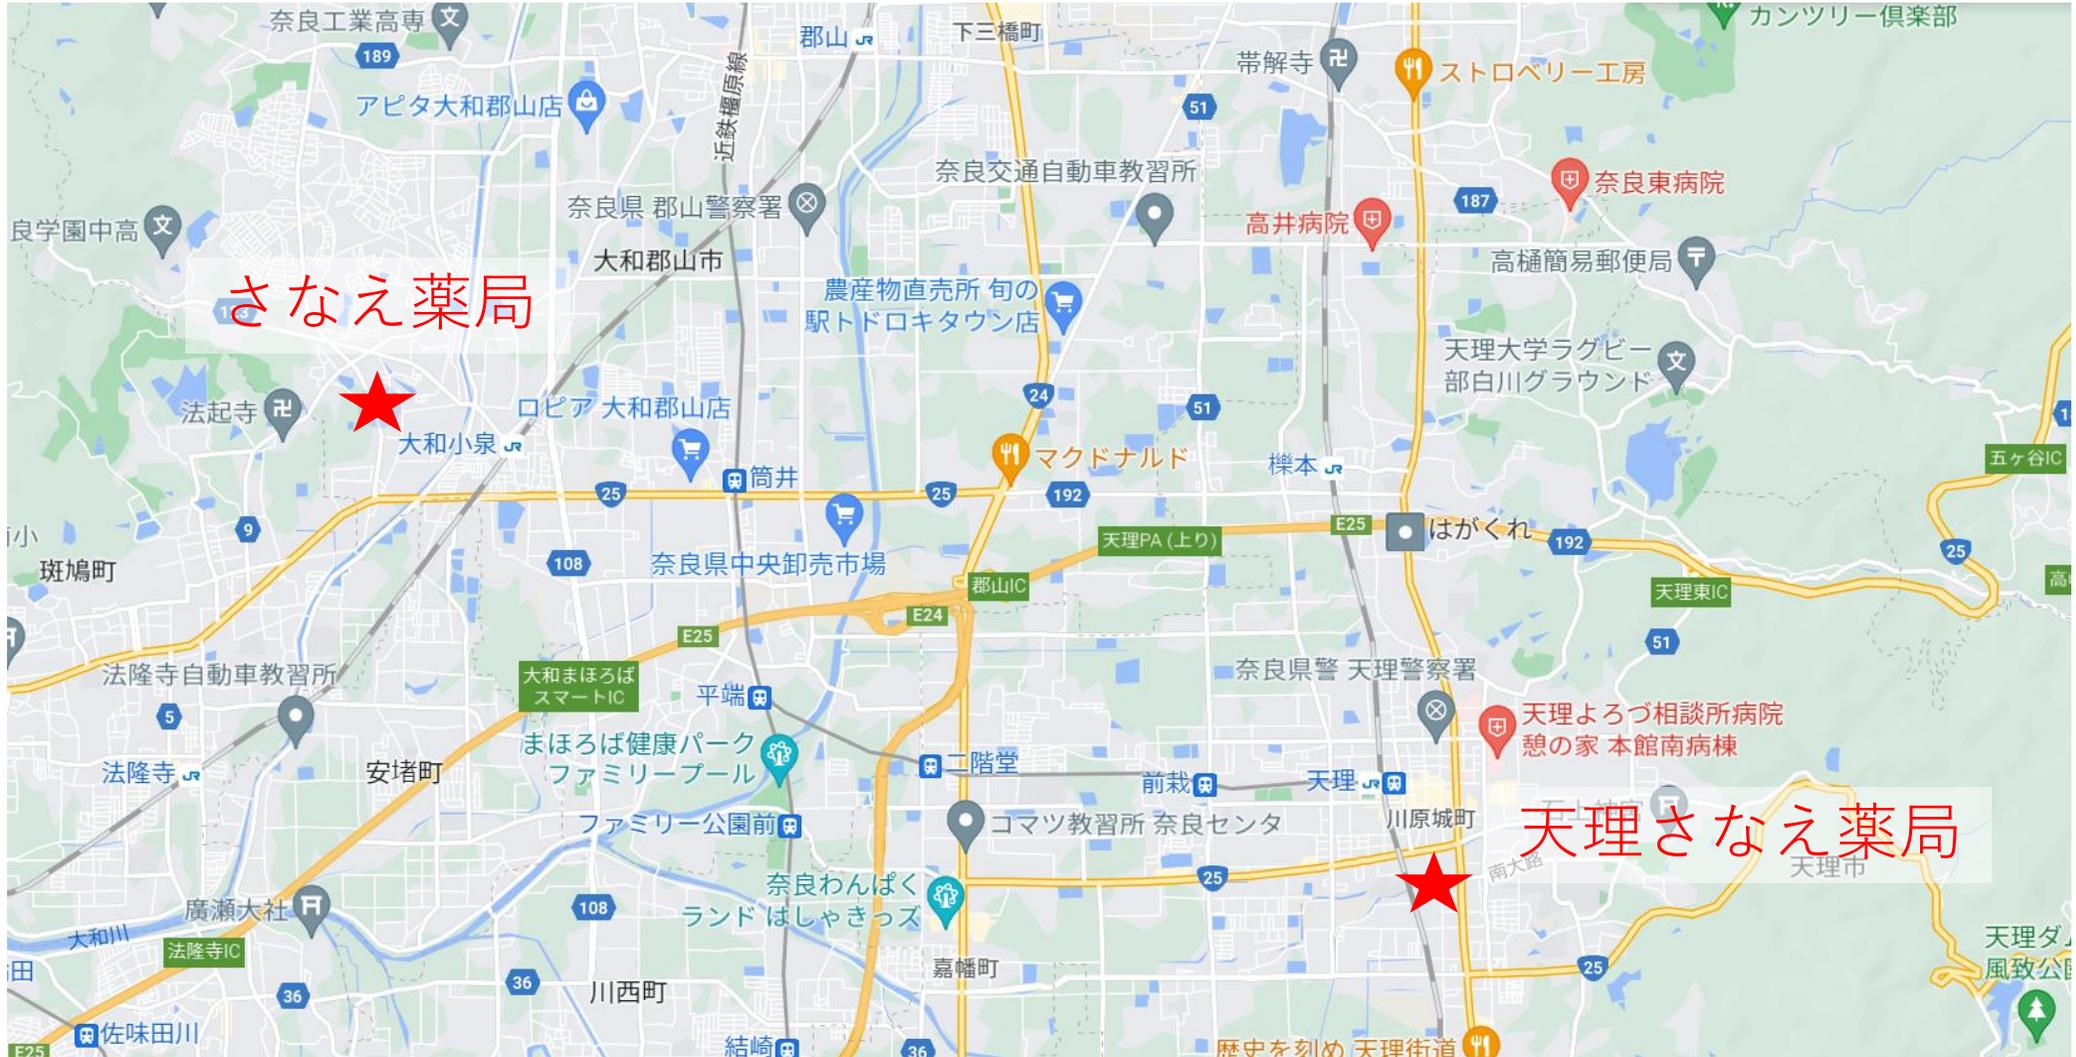 奈良工業高専
189
郡山
下三橋町
カンツリー倶楽部
近鉄橿原線
帯解寺
ストロベリー工房
アピタ大和郡山店
51
奈良交通自動車教習所
奈良東病院
187
奈良県 郡山警察署
高井病院
良学園中高
大和郡山市
高樋簡易郵便局
農産物直売所 旬の
駅トドロキタウン店
さなえ薬局
天理大学ラグビー
部白川グラウンド
24
51
法起寺
ロピア 大和郡山店
大和小泉
マクドナルド
櫟本
五ヶ谷IC
筒井
25
25
192
9
E25
はがくれ
192
25
斑鳩町
108
奈良県中央卸売市場
天理PA (上り)
郡山IC
天理東IC
E24
E25
51
法隆寺自動車教習所
大和まほろば
スマートIC
平端
奈良県警 天理警察署
5
天理よろづ相談所病院
憩の家 本館南病棟
まほろば健康パーク
ファミリープール
法隆寺
安堵町
二階堂
前栽
天理
ファミリー公園前
コマツ教習所 奈良センタ
川原城町
石上神宮
天理さなえ薬局
南大路
天理市
25
奈良わんぱく
ランド はしゃきっズ
廣瀬大社
108
大和川
法隆寺IC
嘉幡町
25
天理ダム
風致公園
36
36
川西町
佐味田川
E25
結崎
36
歴史を刻め 天理街道